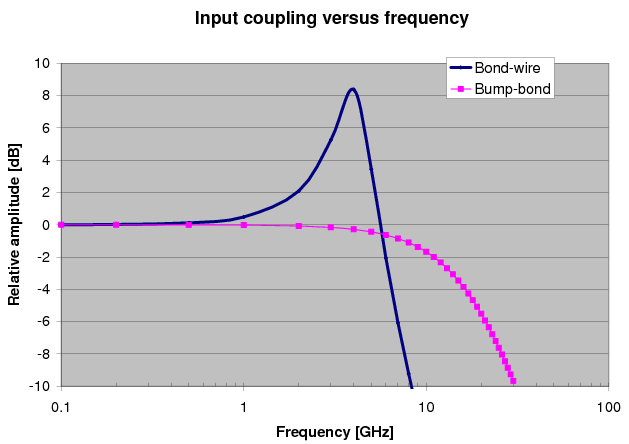 Input coupling versus frequency
Bond-wire
Bump-bond
10
8
6
4
2
0
-2
-4
-6
-8
-10
Relative amplitude [dB]
0.1 1 10 100
Frequency [GHz]